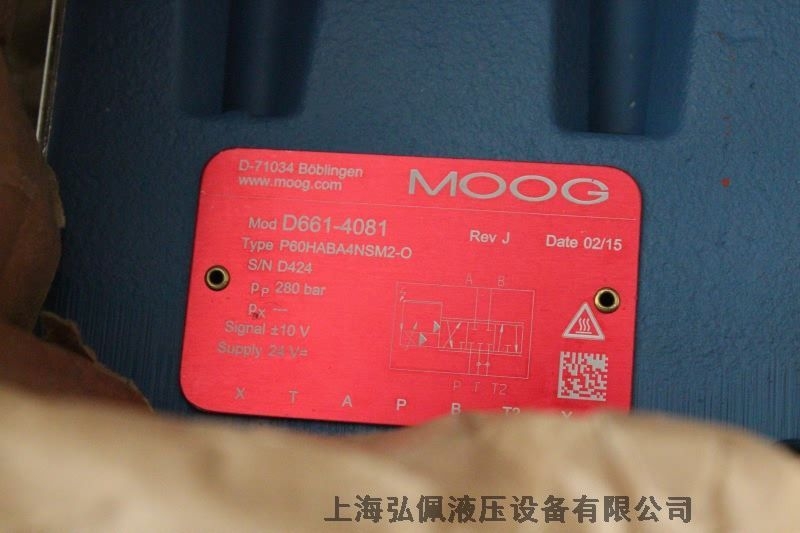 D-71034 Böblingen
www.moog.com
MOOG
Mod D661-4081
Rev J
Date 02/15
Type P60HABA4NSM2-O
S/N D424
pP 280 bar
pX —
Signal ±10 V
Supply 24 V=
A B
P T T2
X T A P B T2 Y
上海弘佩液压设备有限公司